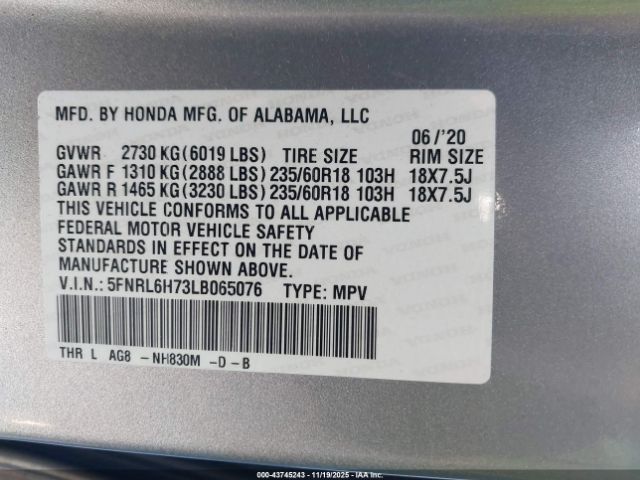 MFD. BY HONDA MFG. OF ALABAMA, LLC
06/'20
GVWR 2730 KG(6019 LBS) TIRE SIZE RIM SIZE
GAWR F 1310 KG(2888 LBS) 235/60R18 103H 18X7.5J
GAWR R 1465 KG(3230 LBS) 235/60R18 103H 18X7.5J
THIS VEHICLE CONFORMS TO ALL APPLICABLE
FEDERAL MOTOR VEHICLE SAFETY
STANDARDS IN EFFECT ON THE DATE OF
MANUFACTURE SHOWN ABOVE.
V.I.N.: 5FNRL6H73LB065076 TYPE: MPV
THR L AG8 -NH830M -D-B
000-43745243 - 11/19/2025 - IAA Inc.